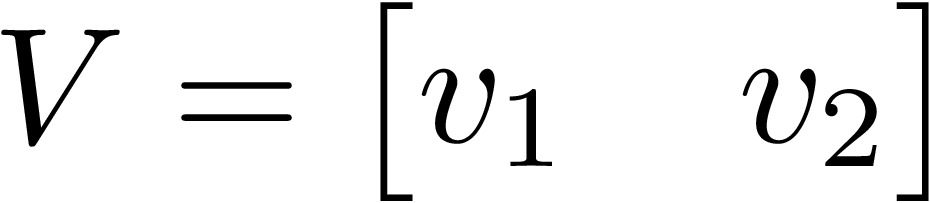 V = [v₁ v₂]